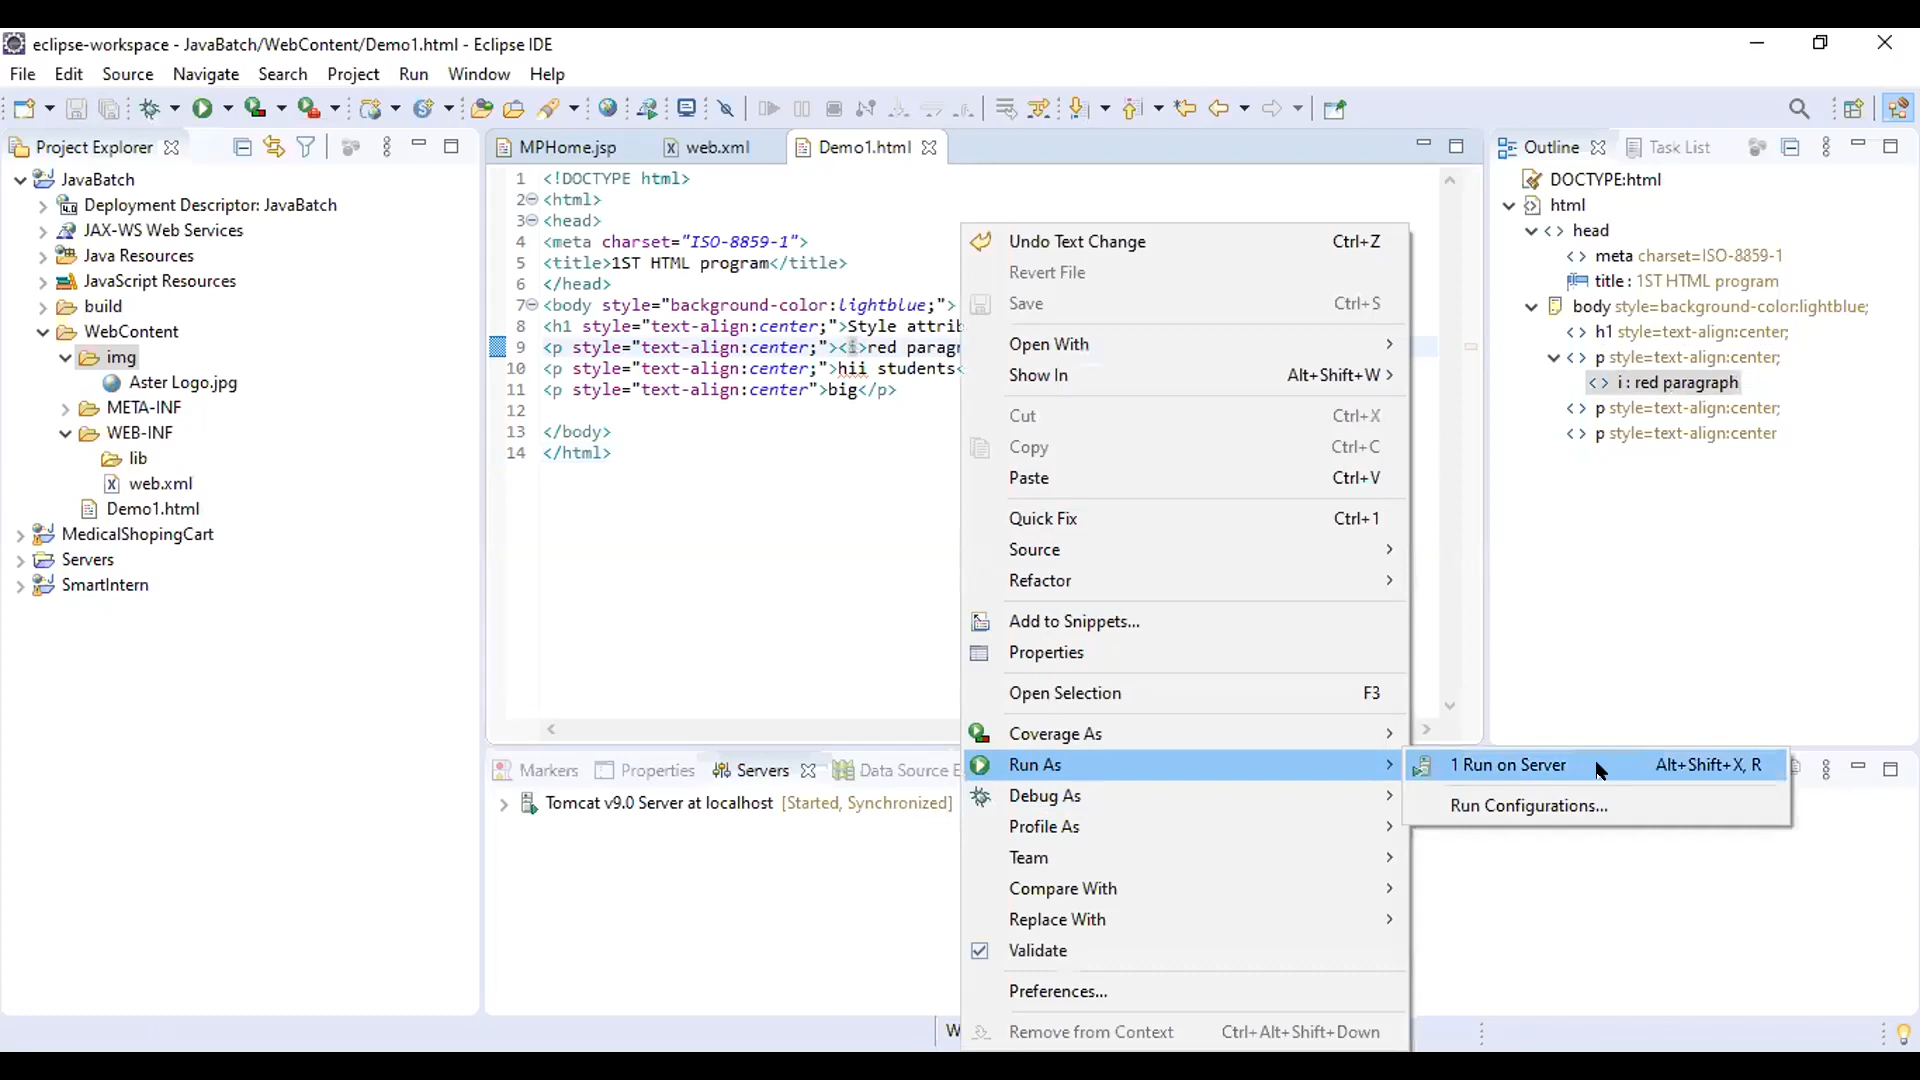 eclipse-workspace - JavaBatch/WebContent/Demo1.html - Eclipse IDE
File Edit Source Navigate Search Project Run Window Help
Project Explorer
JavaBatch
Deployment Descriptor: JavaBatch
JAX-WS Web Services
Java Resources
JavaScript Resources
build
WebContent
img
Aster Logo.jpg
META-INF
WEB-INF
lib
web.xml
Demo1.html
MedicalShopingCart
Servers
SmartIntern
MPHome.jsp web.xml Demo1.html
1 <!DOCTYPE html>
2 <html>
3 <head>
4 <meta charset="ISO-8859-1">
5 <title>1ST HTML program</title>
6 </head>
7 <body style="background-color:lightblue;">
8 <h1 style="text-align:center;">Style attrib
9 <p style="text-align:center;"><i>red paragr
10 <p style="text-align:center;">hii students<
11 <p style="text-align:center">big</p>
12
13 </body>
14 </html>
Undo Text Change Ctrl+Z
Revert File
Save Ctrl+S
Open With
Show In Alt+Shift+W
Cut Ctrl+X
Copy Ctrl+C
Paste Ctrl+V
Quick Fix Ctrl+1
Source
Refactor
Add to Snippets...
Properties
Open Selection F3
Coverage As
Run As
Debug As
Profile As
Team
Compare With
Replace With
Validate
Preferences...
Remove from Context Ctrl+Alt+Shift+Down
1 Run on Server Alt+Shift+X, R
Run Configurations...
Outline Task List
DOCTYPE:html
html
head
meta charset=ISO-8859-1
title : 1ST HTML program
body style=background-color:lightblue;
h1 style=text-align:center;
p style=text-align:center;
i : red paragraph
p style=text-align:center;
p style=text-align:center
Markers Properties Servers Data Source E
Tomcat v9.0 Server at localhost [Started, Synchronized]
W